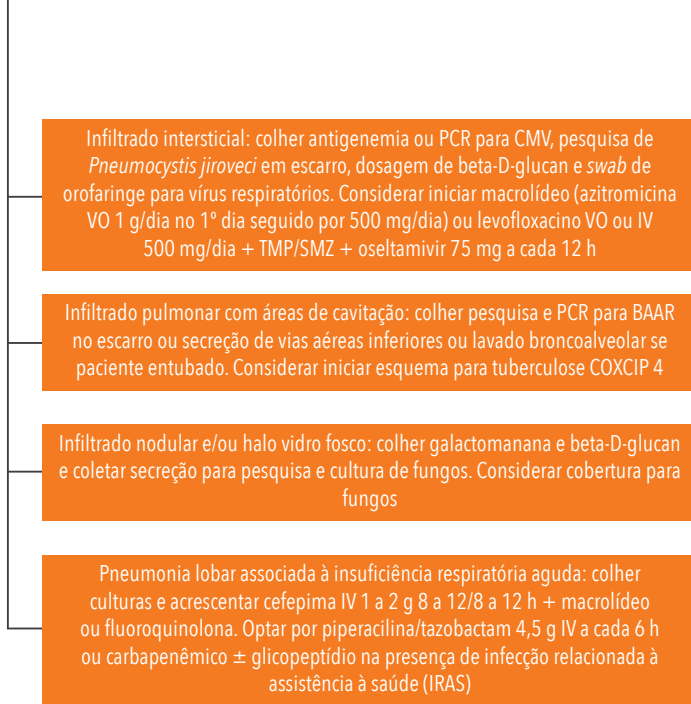 Infiltrado intersticial: colher antigenemia ou PCR para CMV, pesquisa de
Pneumocystis jiroveci em escarro, dosagem de beta-D-glucan e swab de
orofaringe para vírus respiratórios. Considerar iniciar macrolídeo (azitromicina
VO 1 g/dia no 1º dia seguido por 500 mg/dia) ou levofloxacino VO ou IV
500 mg/dia + TMP/SMZ + oseltamivir 75 mg a cada 12 h
Infiltrado pulmonar com áreas de cavitação: colher pesquisa e PCR para BAAR
no escarro ou secreção de vias aéreas inferiores ou lavado broncoalveolar se
paciente entubado. Considerar iniciar esquema para tuberculose COXCIP 4
Infiltrado nodular e/ou halo vidro fosco: colher galactomanana e beta-D-glucan
e coletar secreção para pesquisa e cultura de fungos. Considerar cobertura para
fungos
Pneumonia lobar associada à insuficiência respiratória aguda: colher
culturas e acrescentar cefepima IV 1 a 2 g 8 a 12/8 a 12 h + macrolídeo
ou fluoroquinolona. Optar por piperacilina/tazobactam 4,5 g IV a cada 6 h
ou carbapenêmico ± glicopeptídio na presença de infecção relacionada à
assistência à saúde (IRAS)